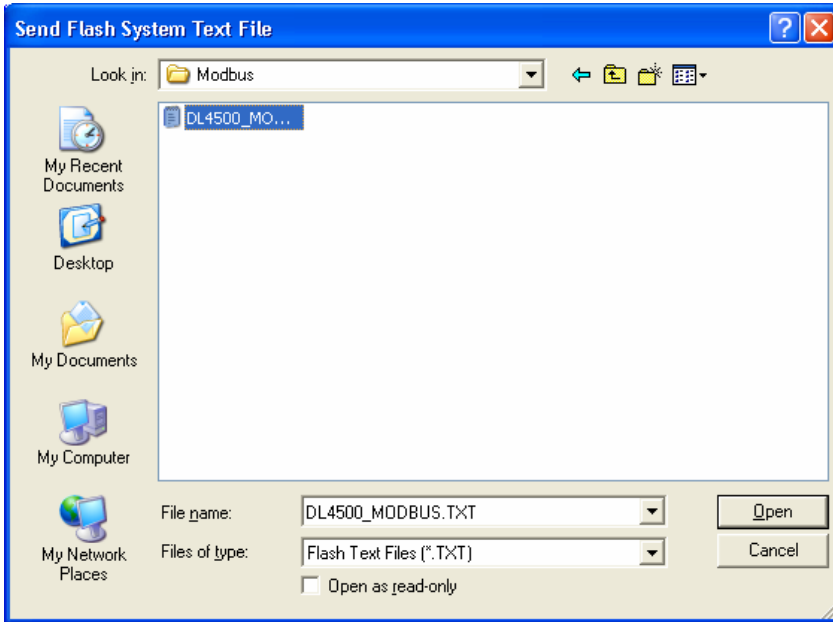 Send Flash System Text File
Look in: Modbus
DL4500_MO...
My Recent
Documents
Desktop
My Documents
My Computer
My Network
Places
File name: DL4500_MODBUS.TXT Open
Files of type: Flash Text Files (*.TXT) Cancel
Open as read-only